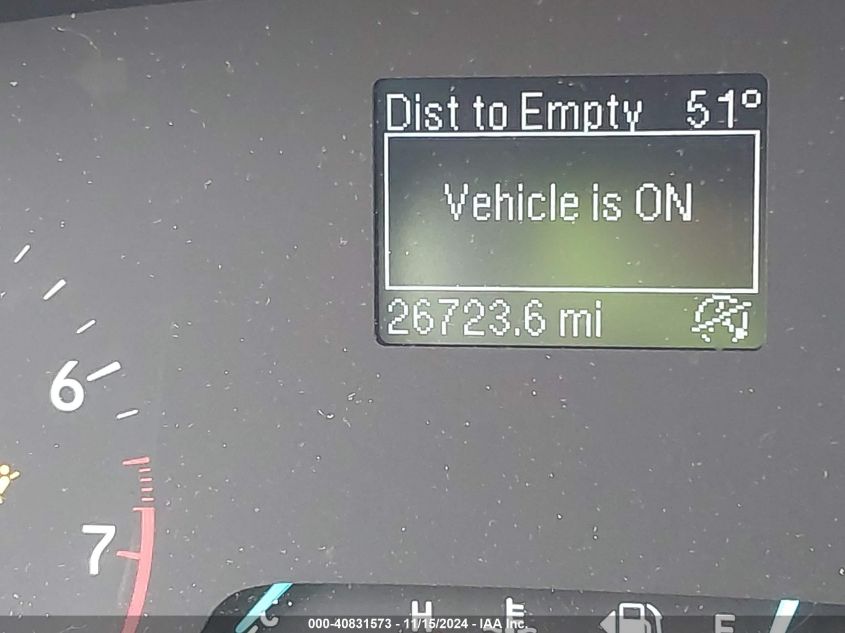 Dist to Empty 51°
Vehicle is ON
26723.6 mi
6
7
C H F
000-40831573 - 11/15/2024 - IAA Inc.